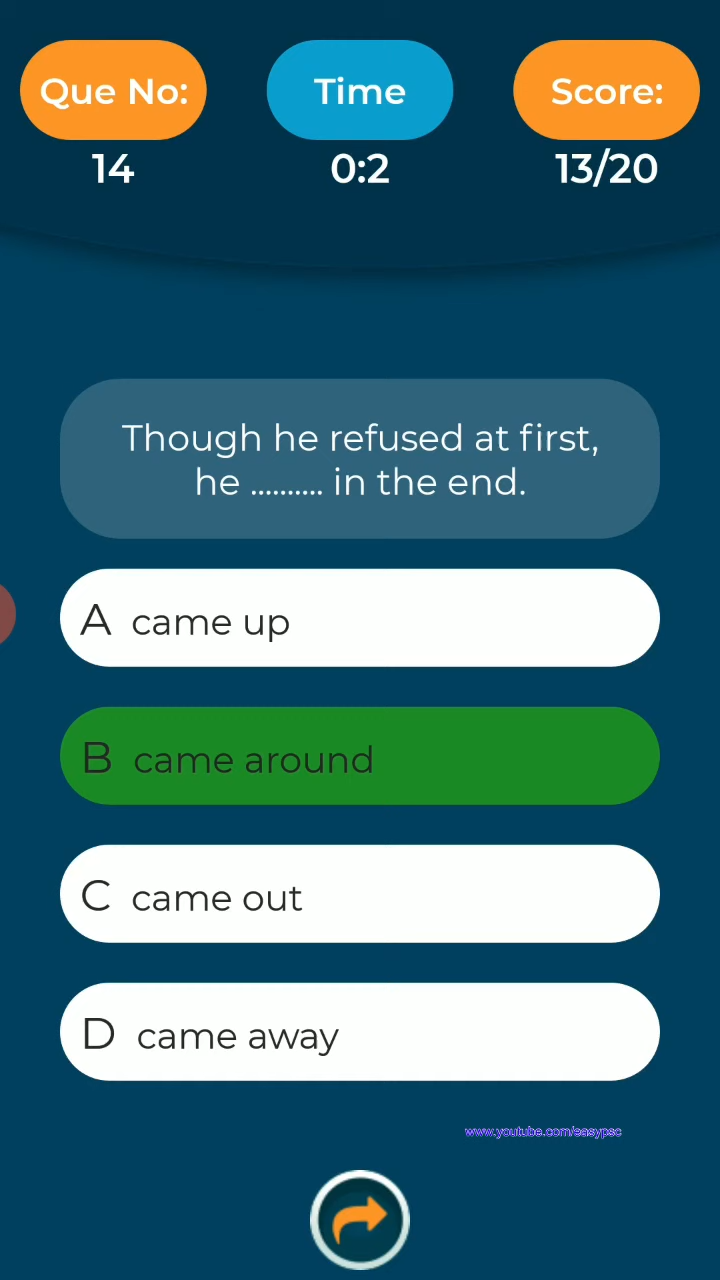 Que No:
Time
Score:
14
0:2
13/20
Though he refused at first,
he .......... in the end.
A came up
B came around
C came out
D came away
www.youtube.com/easypsc